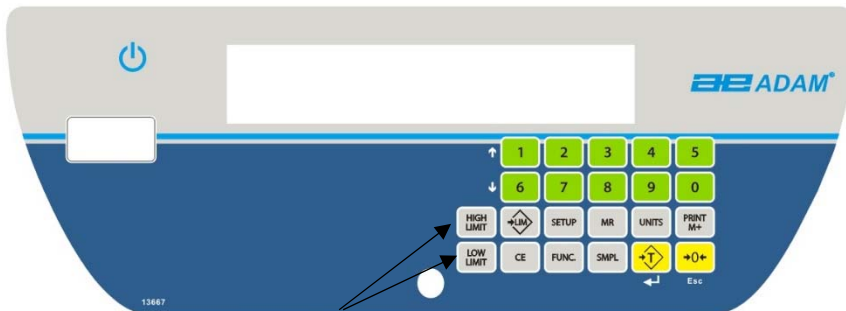 ADAM®
1 2 3 4 5
6 7 8 9 0
HIGH LIMIT →LIM← SETUP MR UNITS PRINT M+
LOW LIMIT CE FUNC. SMPL →T← →0←
Esc
13667